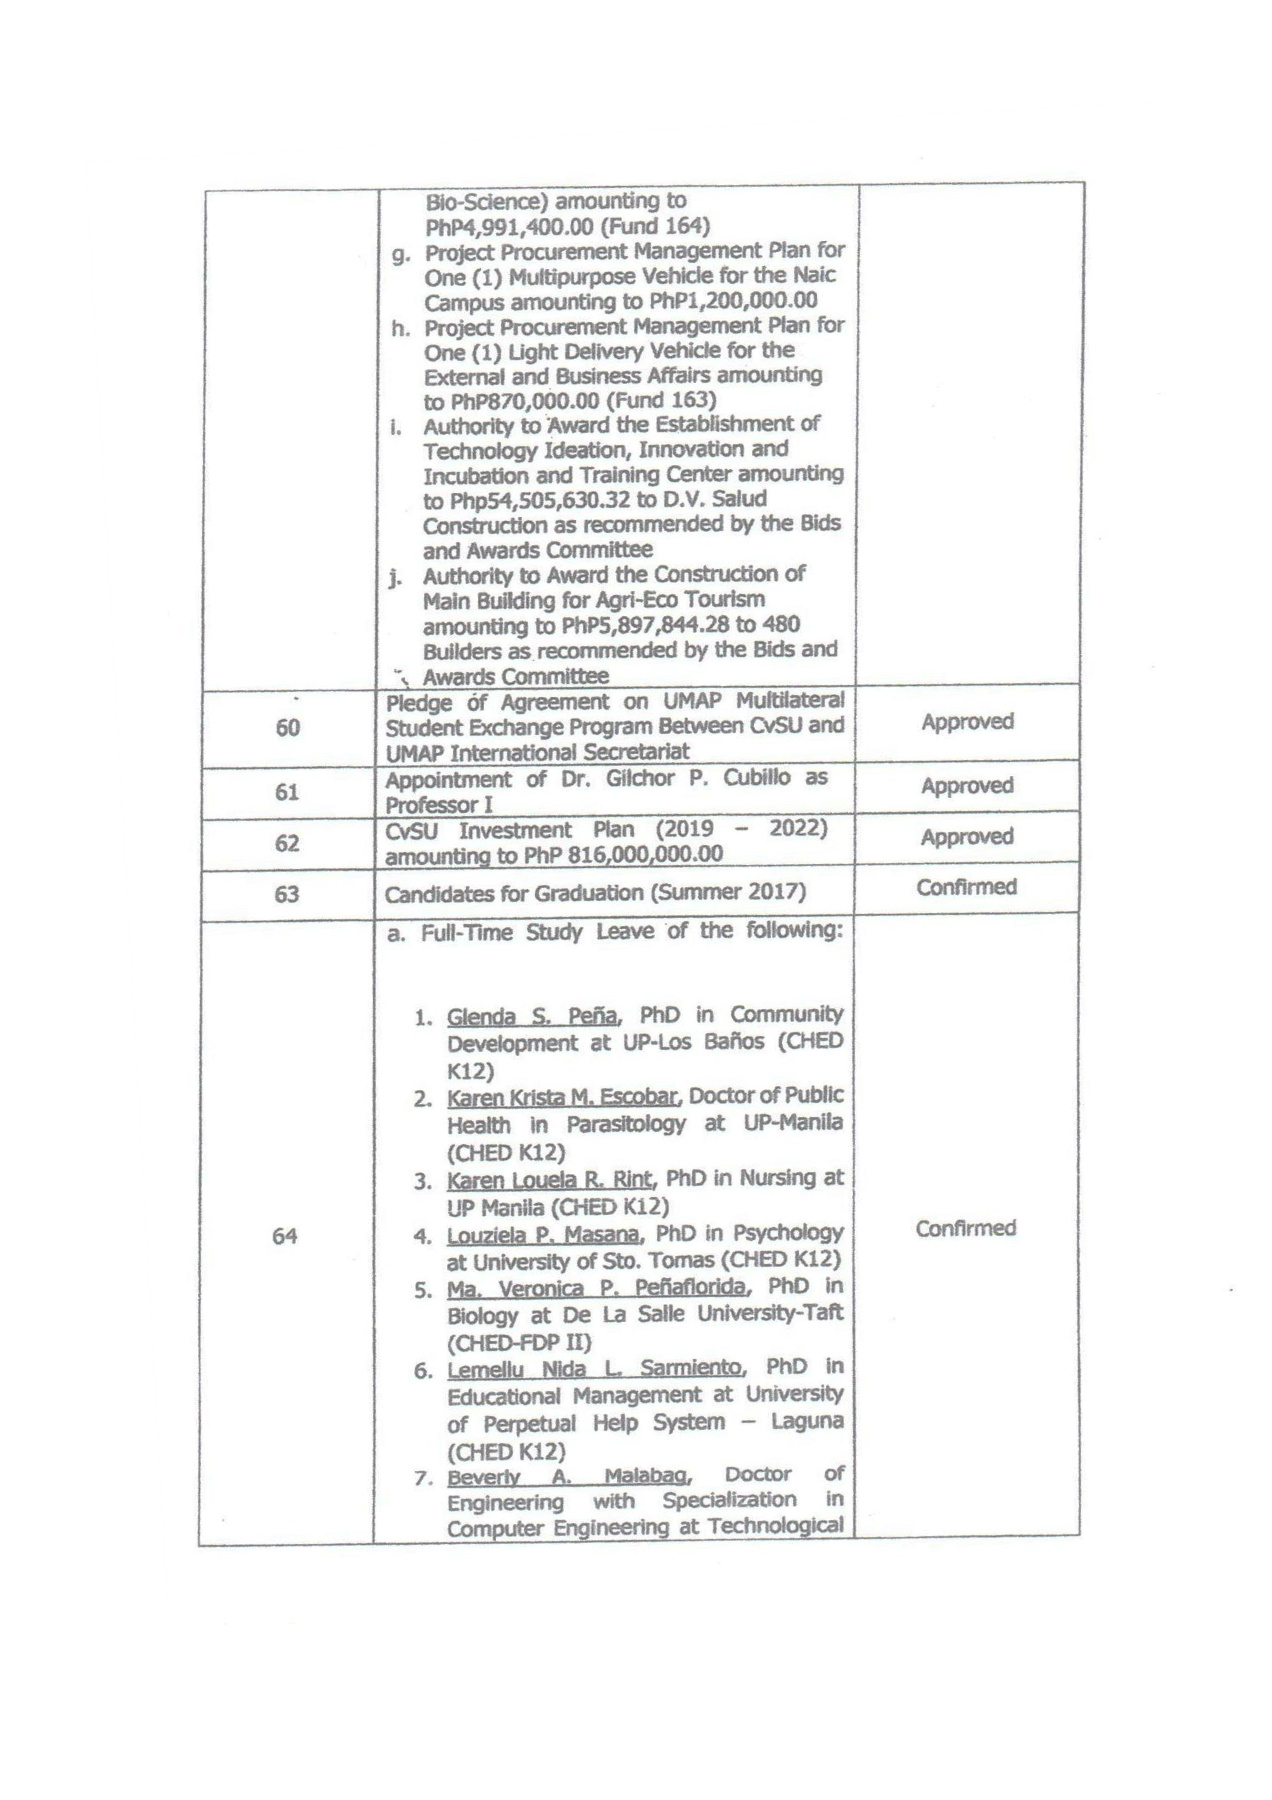 Bio-Science) amounting to
PhP4,991,400.00 (Fund 164)
g. Project Procurement Management Plan for
One (1) Multipurpose Vehicle for the Naic
Campus amounting to PhP1,200,000.00
h. Project Procurement Management Plan for
One (1) Light Delivery Vehicle for the
External and Business Affairs amounting
to PhP870,000.00 (Fund 163)
i. Authority to Award the Establishment of
Technology Ideation, Innovation and
Incubation and Training Center amounting
to Php54,505,630.32 to D.V. Salud
Construction as recommended by the Bids
and Awards Committee
j. Authority to Award the Construction of
Main Building for Agri-Eco Tourism
amounting to PhP5,897,844.28 to 480
Builders as recommended by the Bids and
Awards Committee
60
Pledge of Agreement on UMAP Multilateral
Student Exchange Program Between CvSU and
UMAP International Secretariat
Approved
61
Appointment of Dr. Gilchor P. Cubillo as
Professor I
Approved
62
CvSU Investment Plan (2019 – 2022)
amounting to PhP 816,000,000.00
Approved
63
Candidates for Graduation (Summer 2017)
Confirmed
64
a. Full-Time Study Leave of the following:
1. Glenda S. Peña, PhD in Community
Development at UP-Los Baños (CHED
K12)
2. Karen Krista M. Escobar, Doctor of Public
Health in Parasitology at UP-Manila
(CHED K12)
3. Karen Louela R. Rint, PhD in Nursing at
UP Manila (CHED K12)
4. Louziela P. Masana, PhD in Psychology
at University of Sto. Tomas (CHED K12)
5. Ma. Veronica P. Peñaflorida, PhD in
Biology at De La Salle University-Taft
(CHED-FDP II)
6. Lemellu Nida L. Sarmiento, PhD in
Educational Management at University
of Perpetual Help System – Laguna
(CHED K12)
7. Beverly A. Malabag, Doctor of
Engineering with Specialization in
Computer Engineering at Technological
Confirmed